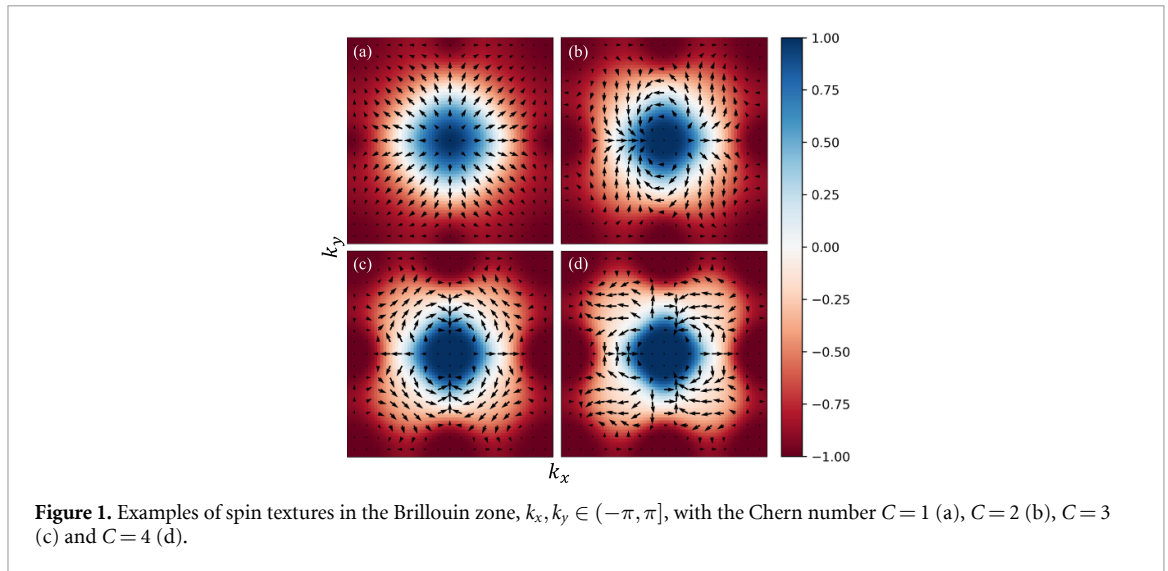 (a)
(b)
1.00
0.75
0.50
0.25
0.00
−0.25
−0.50
−0.75
−1.00
k_y
(c)
(d)
k_x
Figure 1. Examples of spin textures in the Brillouin zone, k_x, k_y ∈ (−π, π], with the Chern number C = 1 (a), C = 2 (b), C = 3
(c) and C = 4 (d).